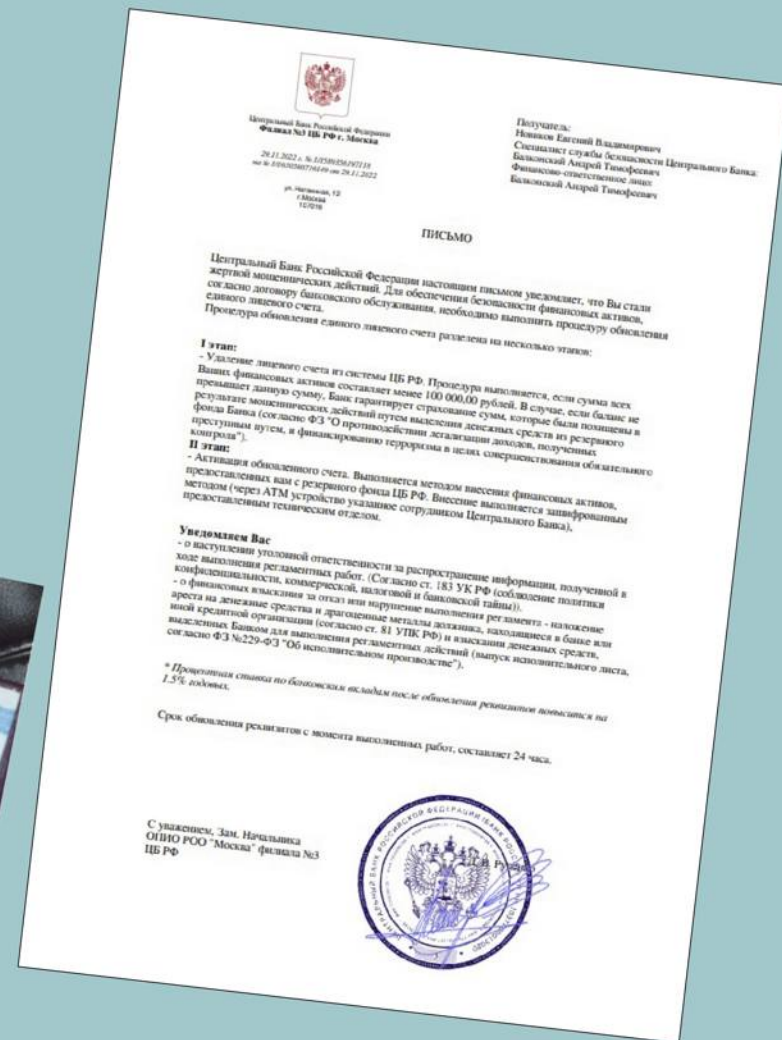 Центральный Банк Российской Федерации
Филиал №3 ЦБ РФ г. Москва
29.11.2022 г.
от 29.11.2022
ул. Неглинная, 12
г.Москва
107016
Получатель:
Новиков Евгений Владимирович
Специалист службы безопасности Центрального Банка:
Балконский Андрей Тимофеевич
Финансово-ответственное лицо:
Балконский Андрей Тимофеевич
ПИСЬМО
Центральный Банк Российской Федерации настоящим письмом уведомляет, что Вы стали
жертвой мошеннических действий. Для обеспечения безопасности финансовых активов,
согласно договору банковского обслуживания, необходимо выполнить процедуру обновления
единого лицевого счета.
Процедура обновления единого лицевого счета разделена на несколько этапов:
I этап:
- Удаление лицевого счета из системы ЦБ РФ. Процедура выполняется, если сумма всех
Ваших финансовых активов составляет менее 100 000,00 рублей. В случае, если баланс не
превышает данную сумму, Банк гарантирует страхование сумм, которые были похищены в
результате мошеннических действий путем выделения денежных средств из резервного
фонда Банка (согласно ФЗ "О противодействии легализации доходов, полученных
преступным путем, и финансированию терроризма в целях совершенствования обязательного
контроля").
II этап:
- Активация обновленного счета. Выполняется методом внесения финансовых активов,
предоставленных вам с резервного фонда ЦБ РФ. Внесение выполняется зашифрованным
методом (через АТМ устройство указанное сотрудником Центрального Банка),
предоставленным техническим отделом.
Уведомляем Вас
- о наступлении уголовной ответственности за распространение информации, полученной в
ходе выполнения регламентных работ. (Согласно ст. 183 УК РФ (соблюдение политики
конфиденциальности, коммерческой, налоговой и банковской тайны)).
- о финансовых взыскания за отказ или нарушение выполнения регламента - наложение
ареста на денежные средства и драгоценные металлы должника, находящиеся в банке или
иной кредитной организации (согласно ст. 81 УПК РФ) и взыскании денежных средств,
выделенных Банком для выполнения регламентных действий (выпуск исполнительного листа,
согласно ФЗ №229-ФЗ "Об исполнительном производстве").
* Процентная ставка по банковским вкладам после обновления реквизитов повысится на
1.5% годовых.
Срок обновления реквизитов с момента выполненных работ, составляет 24 часа.
С уважением, Зам. Начальника
ОПИО РОО "Москва" филиала №3
ЦБ РФ
ЦЕНТРАЛЬНЫЙ БАНК РОССИЙСКОЙ ФЕДЕРАЦИИ (БАНК